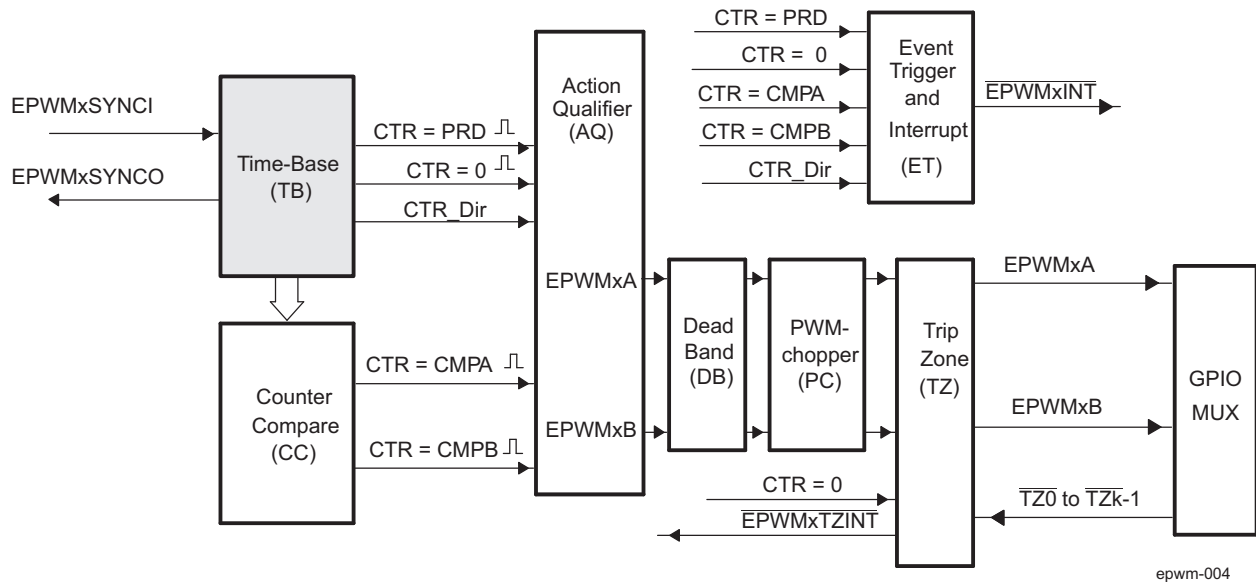 EPWMxSYNCI
EPWMxSYNCO
Time-Base
(TB)
CTR = PRD
CTR = 0
CTR_Dir
Counter
Compare
(CC)
CTR = CMPA
CTR = CMPB
Action
Qualifier
(AQ)
EPWMxA
EPWMxB
CTR = PRD
CTR = 0
CTR = CMPA
CTR = CMPB
CTR_Dir
Event
Trigger
and
Interrupt
(ET)
EPWMxINT
Dead
Band
(DB)
PWM-
chopper
(PC)
Trip
Zone
(TZ)
CTR = 0
EPWMxTZINT
EPWMxA
EPWMxB
TZ0 to TZk-1
GPIO
MUX
epwm-004